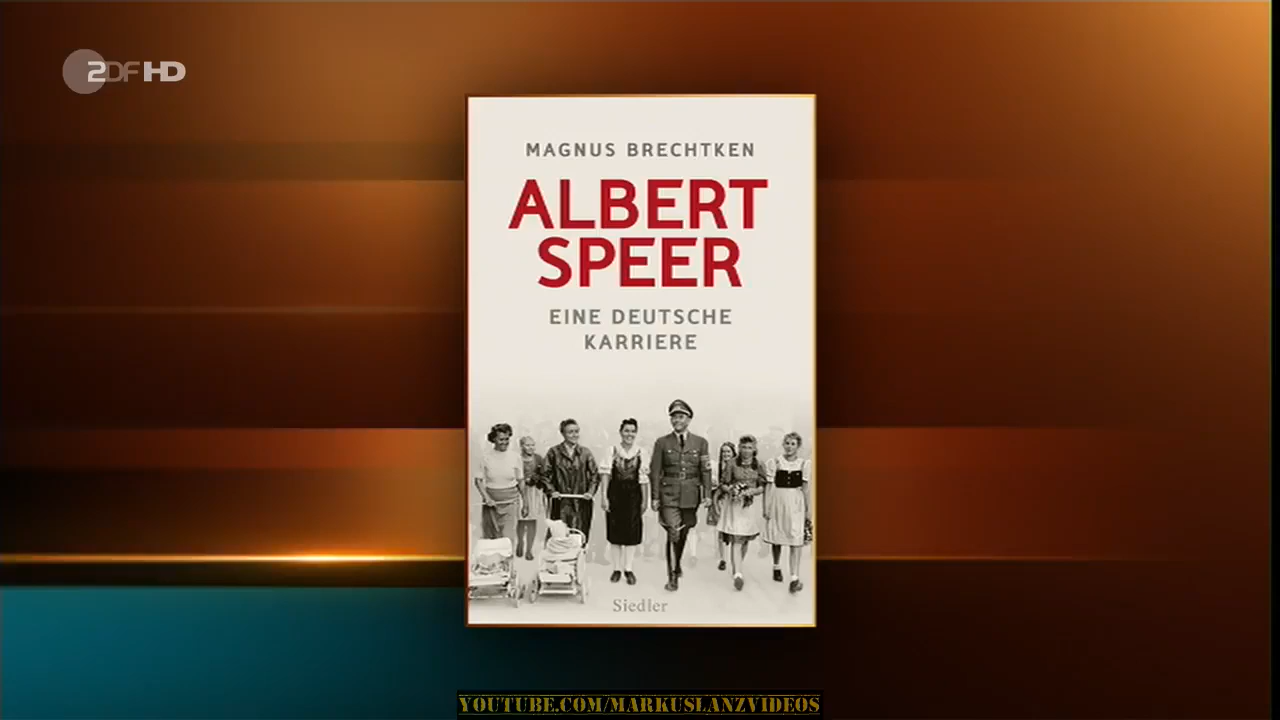 2DF HD
MAGNUS BRECHTKEN
ALBERT
SPEER
EINE DEUTSCHE
KARRIERE
Siedler
YOUTUBE.COM/MARKUSLANZVIDEOS